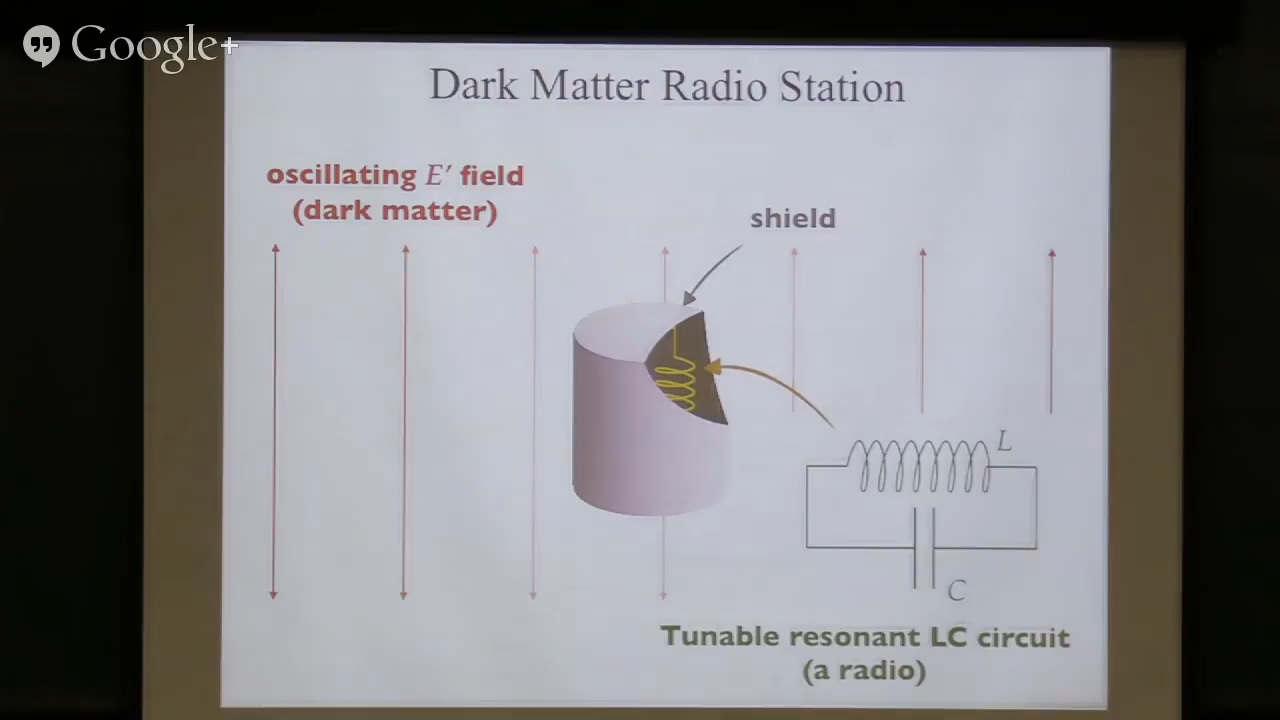 Google+
Dark Matter Radio Station
oscillating E′ field
(dark matter)
shield
L
C
Tunable resonant LC circuit
(a radio)